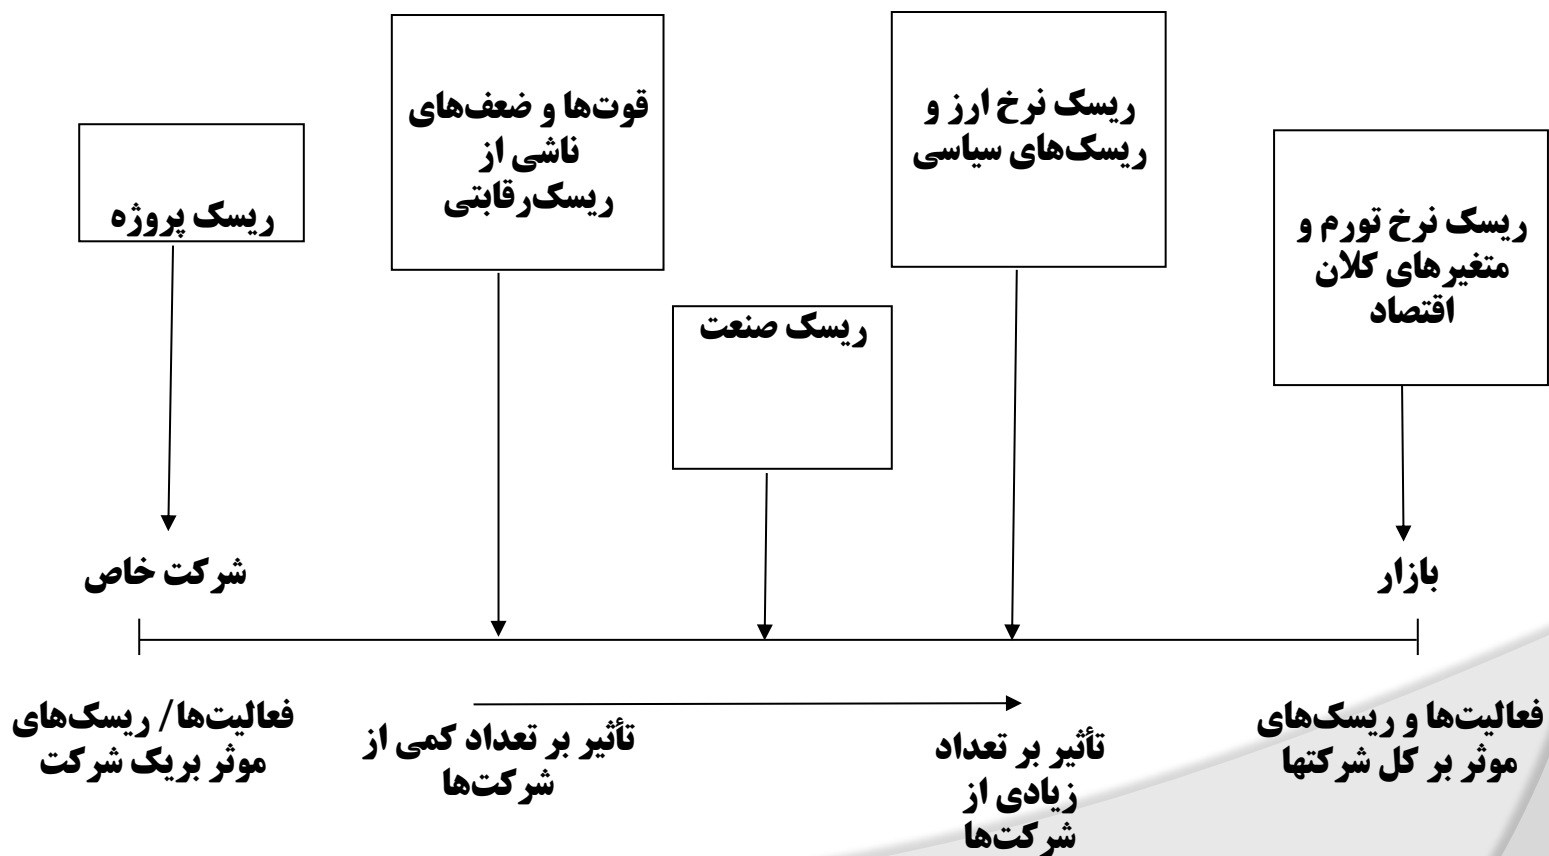 ریسک پروژه
قوت‌ها و ضعف‌های
ناشی از
ریسک‌رقابتی
ریسک صنعت
ریسک نرخ ارز و
ریسک‌های سیاسی
ریسک نرخ تورم و
متغیرهای کلان
اقتصاد
شرکت خاص
بازار
فعالیت‌ها/ ریسک‌های
موثر بریک شرکت
تأثیر بر تعداد کمی از
شرکت‌ها
تأثیر بر تعداد
زیادی از
شرکت‌ها
فعالیت‌ها و ریسک‌های
موثر بر کل شرکتها